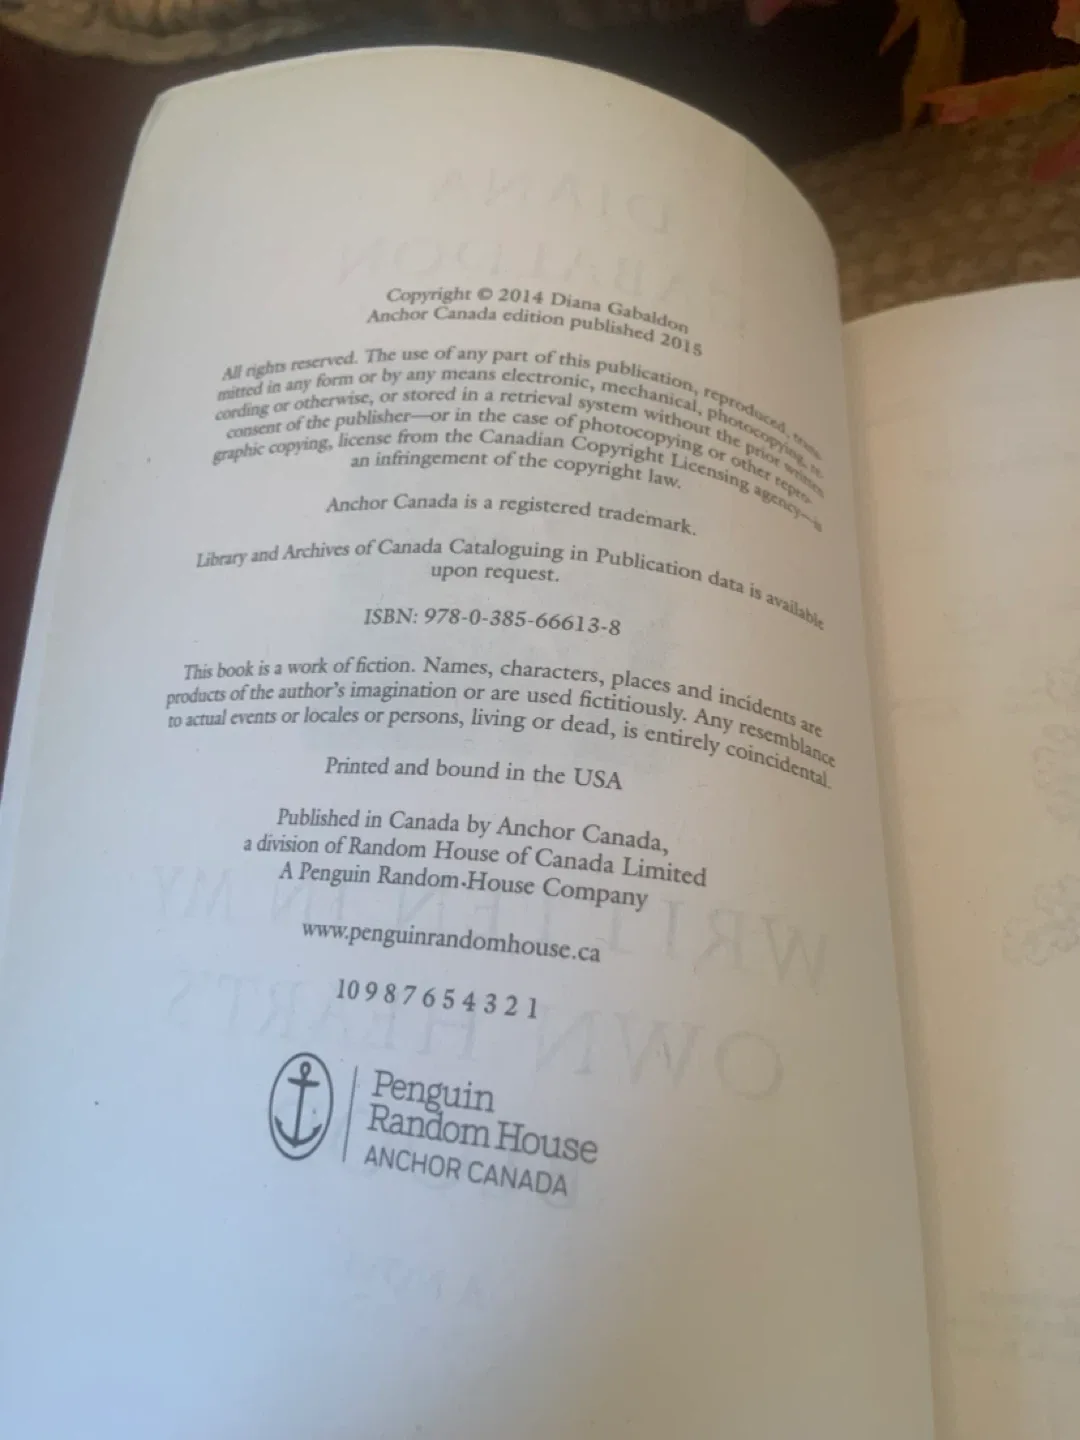 Copyright © 2014 Diana Gabaldon
Anchor Canada edition published 2015
All rights reserved. The use of any part of this publication, reproduced, trans-
mitted in any form or by any means electronic, mechanical, photocopying, re-
cording or otherwise, or stored in a retrieval system without the prior written
consent of the publisher—or in the case of photocopying or other repro-
graphic copying, license from the Canadian Copyright Licensing agency—is
an infringement of the copyright law.
Anchor Canada is a registered trademark.
Library and Archives of Canada Cataloguing in Publication data is available
upon request.
ISBN: 978-0-385-66613-8
This book is a work of fiction. Names, characters, places and incidents are
products of the author's imagination or are used fictitiously. Any resemblance
to actual events or locales or persons, living or dead, is entirely coincidental.
Printed and bound in the USA
Published in Canada by Anchor Canada,
a division of Random House of Canada Limited
A Penguin Random House Company
www.penguinrandomhouse.ca
10 9 8 7 6 5 4 3 2 1
Penguin
Random House
ANCHOR CANADA